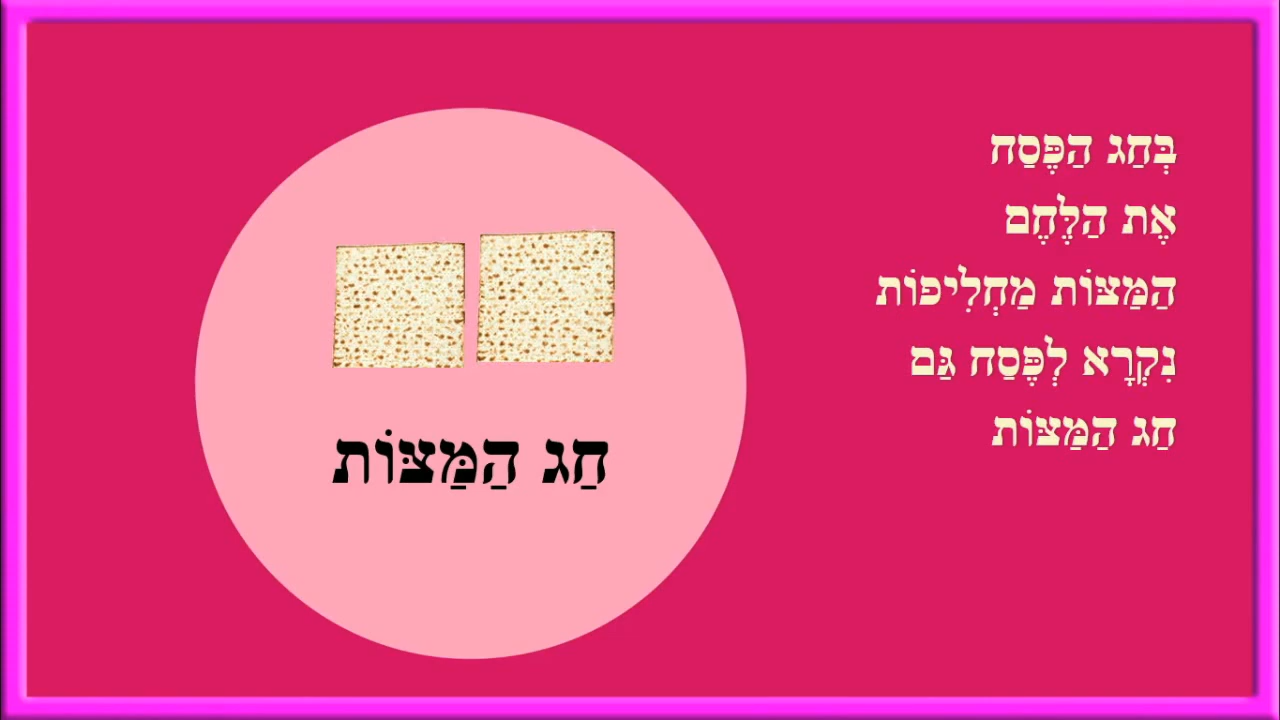 בְּחַג הַפֶּסַח
אֶת הַלֶּחֶם
הַמַּצּוֹת מַחְלִיפוֹת
נִקְרָא לְפֶּסַח גַּם
חַג הַמַּצּוֹת
חַג הַמַּצּוֹת